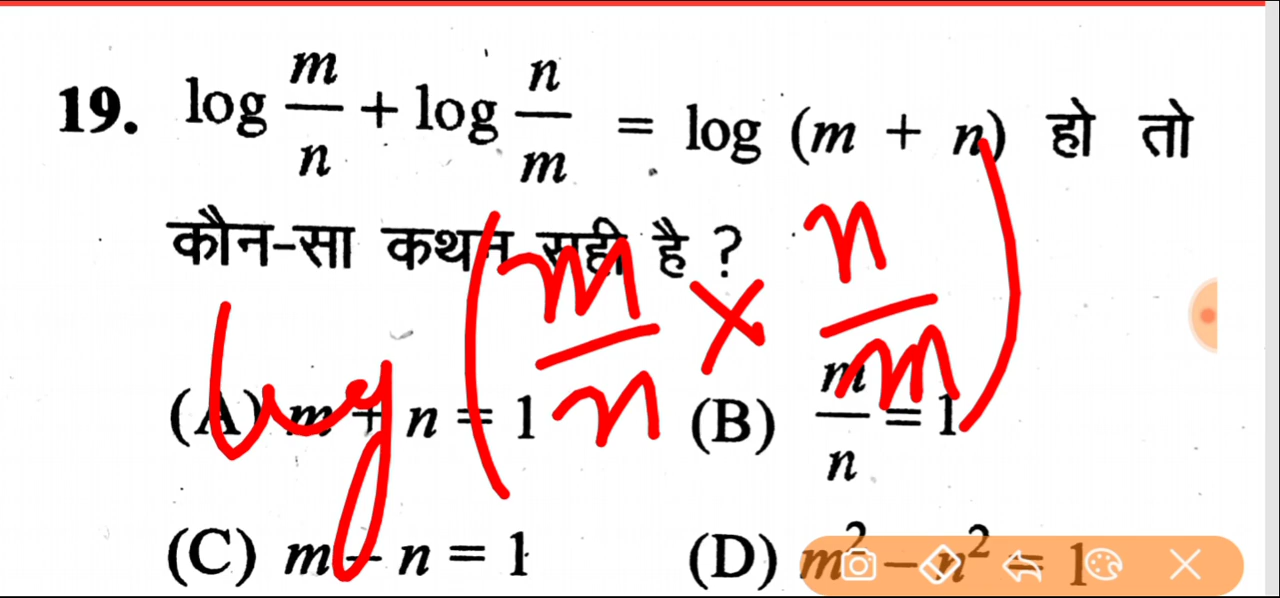 19. log m/n + log n/m = log (m + n) हो तो
कौन-सा कथन सही है ?
log (m/n × n/m)
(A) m + n = 1 (B) m/n = 1
(C) m – n = 1 (D) m² – n² = 1